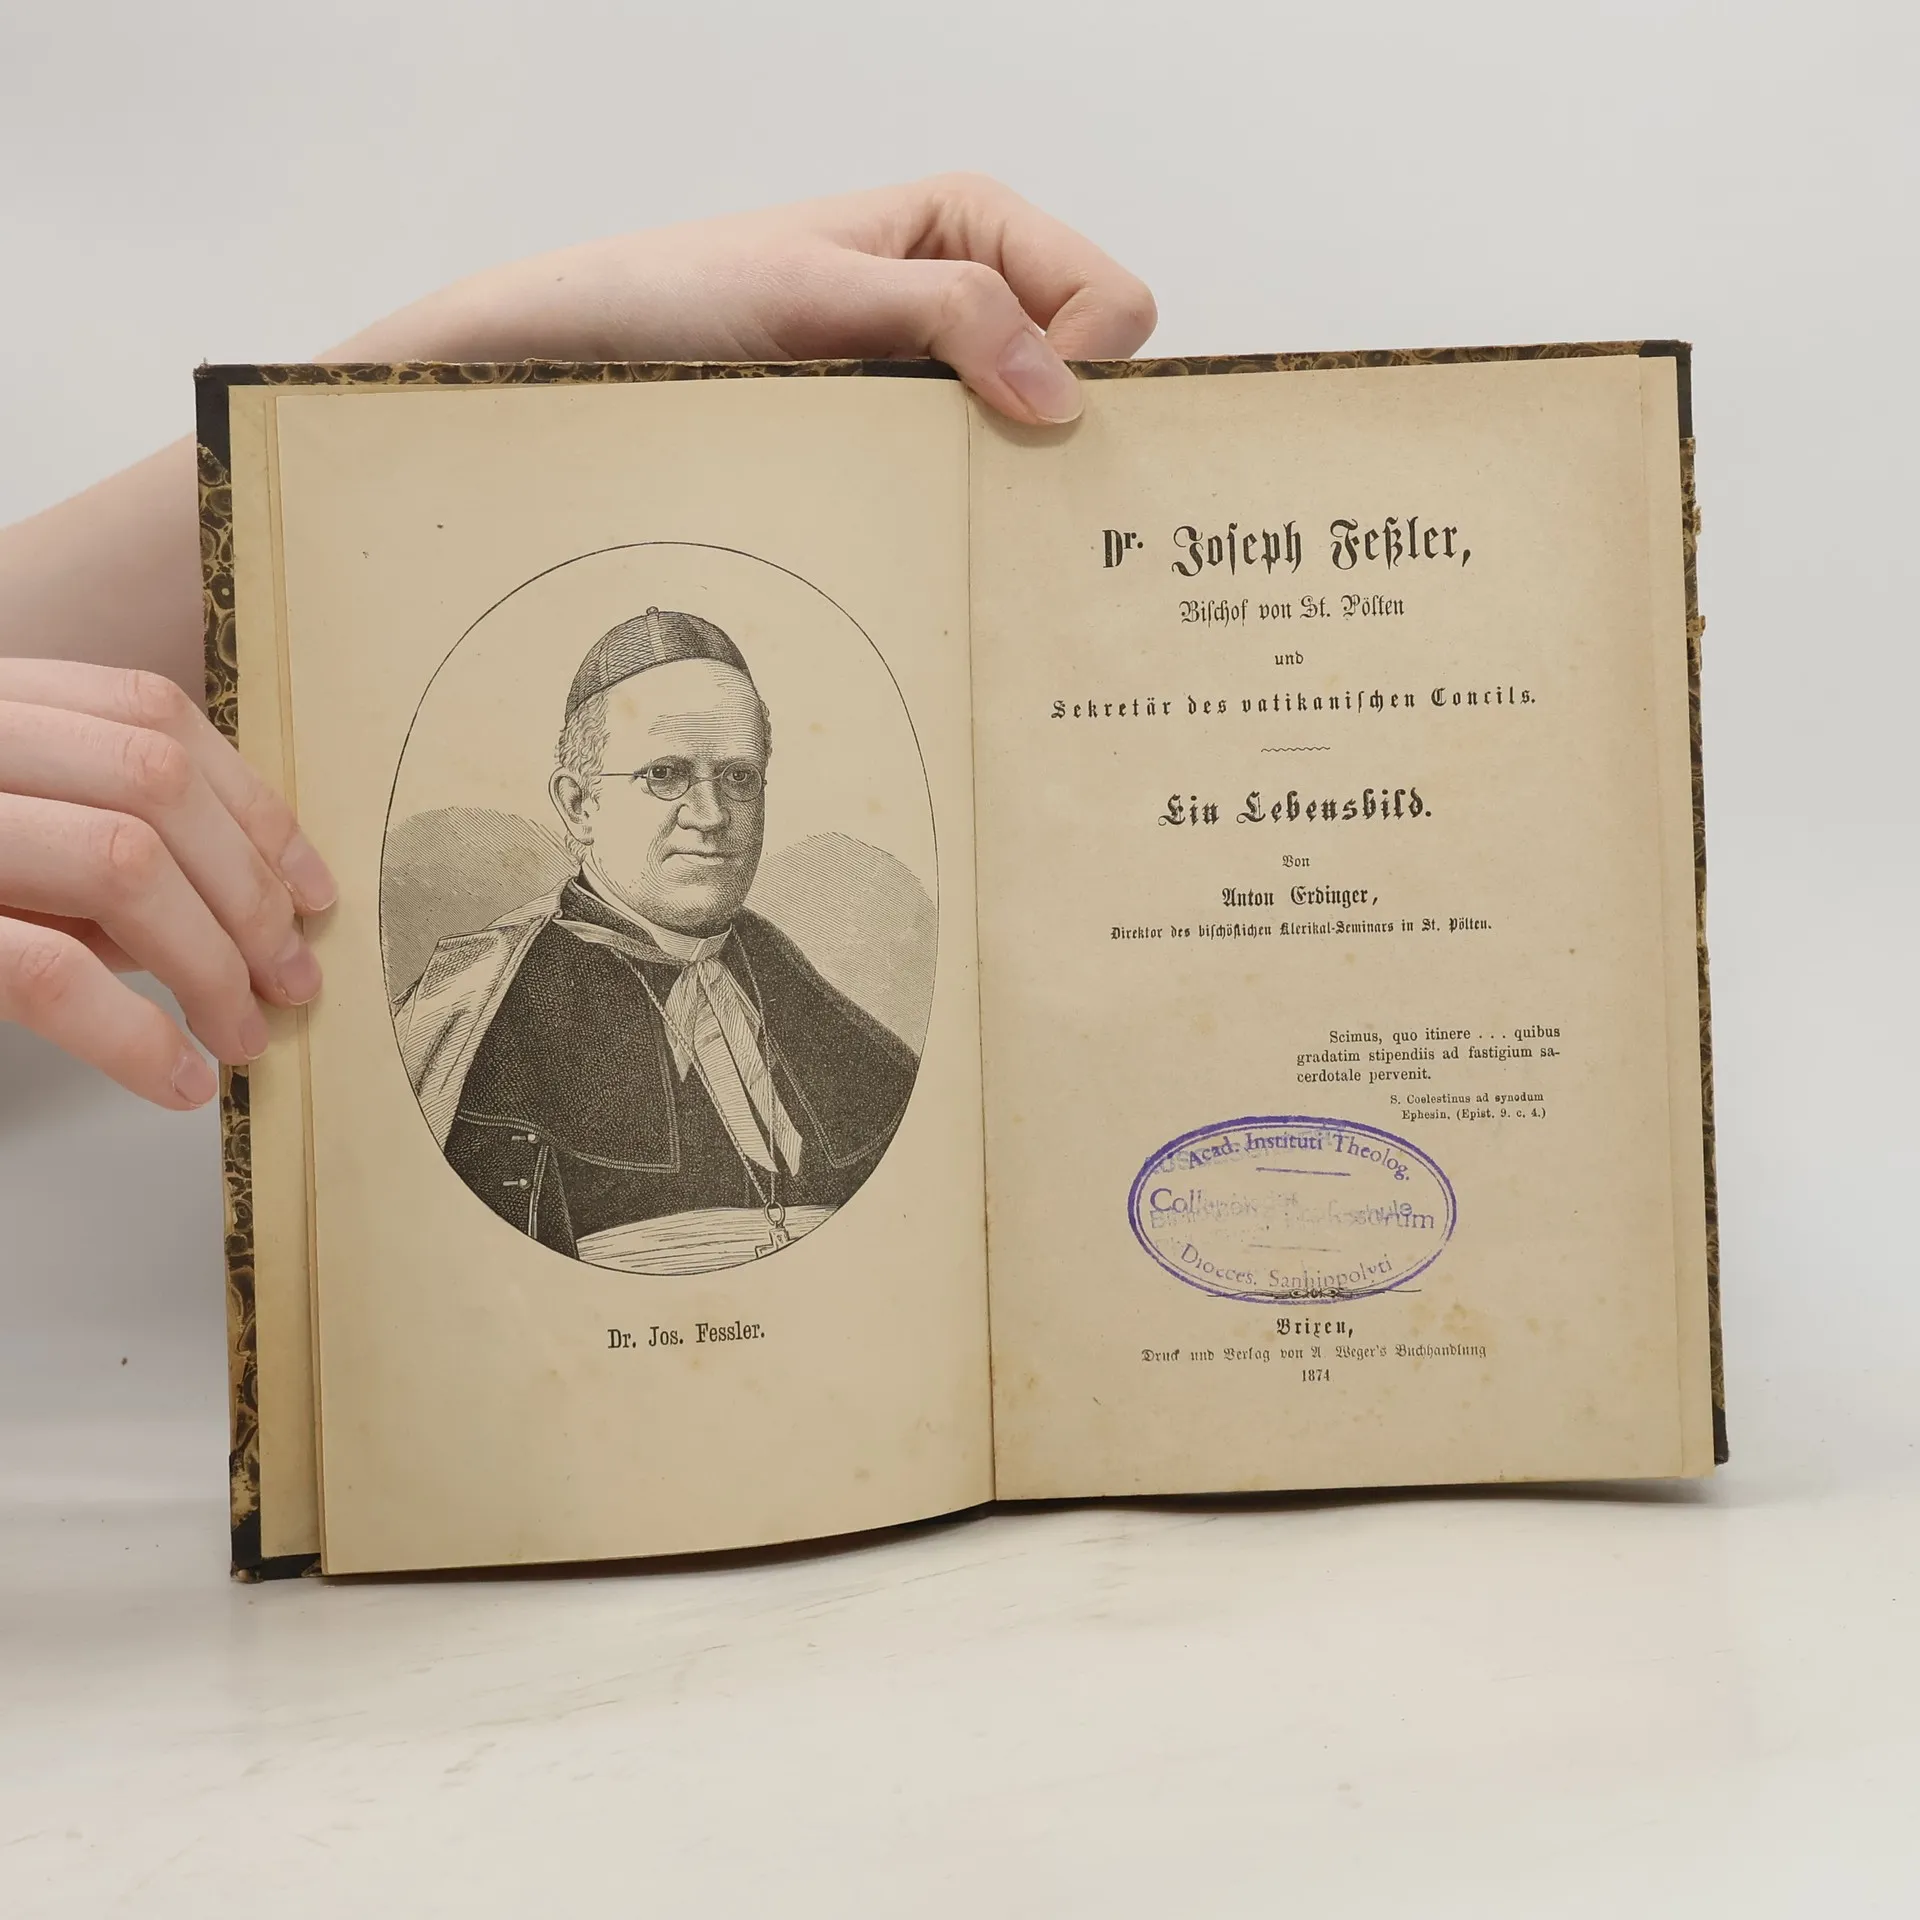 Dr. Jos. Fessler.
Dr. Joseph Feßler,
Bischof von St. Pölten
und
Sekretär des vatikanischen Concils.
Ein Lebensbild.
Von
Anton Erdinger,
Direktor des bischöflichen Klerikal-Seminars in St. Pölten.
Scimus, quo itinere . . . quibus
gradatim stipendiis ad fastigium sa-
cerdotale pervenit.
S. Coelestinus ad synodum
Ephesin. (Epist. 9. c. 4.)
Acad. Instituti Theolog.
Dioeces. Sanhippolyti
Brixen,
Druck und Verlag von A. Weger's Buchhandlung
1874